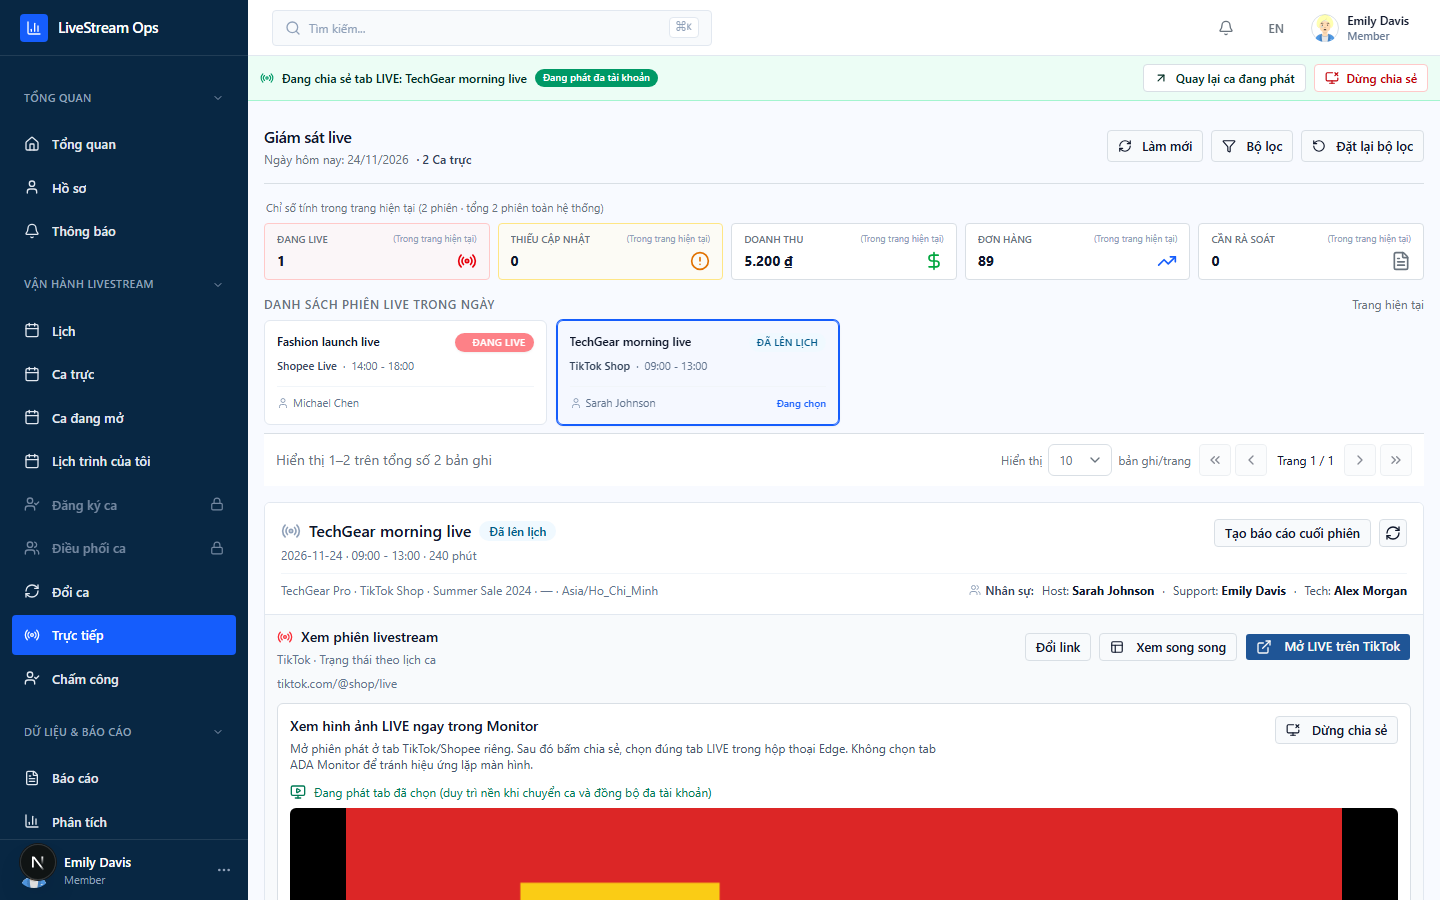 LiveStream Ops
Tìm kiếm...
⌘K
EN
Emily Davis
Member
Đang chia sẻ tab LIVE: TechGear morning live
Đang phát đa tài khoản
Quay lại ca đang phát
Dừng chia sẻ
TỔNG QUAN
Tổng quan
Hồ sơ
Thông báo
VẬN HÀNH LIVESTREAM
Lịch
Ca trực
Ca đang mở
Lịch trình của tôi
Đăng ký ca
Điều phối ca
Đổi ca
Trực tiếp
Chấm công
DỮ LIỆU & BÁO CÁO
Báo cáo
Phân tích
N
Emily Davis
Member
Giám sát live
Ngày hôm nay: 24/11/2026 · 2 Ca trực
Làm mới
Bộ lọc
Đặt lại bộ lọc
Chỉ số tính trong trang hiện tại (2 phiên · tổng 2 phiên toàn hệ thống)
ĐANG LIVE (Trong trang hiện tại)
1
THIẾU CẬP NHẬT (Trong trang hiện tại)
0
DOANH THU (Trong trang hiện tại)
5.200 ₫
ĐƠN HÀNG (Trong trang hiện tại)
89
CẦN RÀ SOÁT (Trong trang hiện tại)
0
DANH SÁCH PHIÊN LIVE TRONG NGÀY
Trang hiện tại
Fashion launch live
ĐANG LIVE
Shopee Live · 14:00 - 18:00
Michael Chen
TechGear morning live
ĐÃ LÊN LỊCH
TikTok Shop · 09:00 - 13:00
Sarah Johnson
Đang chọn
Hiển thị 1–2 trên tổng số 2 bản ghi
Hiển thị 10 bản ghi/trang
Trang 1 / 1
TechGear morning live
Đã lên lịch
2026-11-24 · 09:00 - 13:00 · 240 phút
Tạo báo cáo cuối phiên
TechGear Pro · TikTok Shop · Summer Sale 2024 · — · Asia/Ho_Chi_Minh
Nhân sự: Host: Sarah Johnson · Support: Emily Davis · Tech: Alex Morgan
Xem phiên livestream
TikTok · Trạng thái theo lịch ca
tiktok.com/@shop/live
Đổi link
Xem song song
Mở LIVE trên TikTok
Xem hình ảnh LIVE ngay trong Monitor
Mở phiên phát ở tab TikTok/Shopee riêng. Sau đó bấm chia sẻ, chọn đúng tab LIVE trong hộp thoại Edge. Không chọn tab
ADA Monitor để tránh hiệu ứng lặp màn hình.
Dừng chia sẻ
Đang phát tab đã chọn (duy trì nền khi chuyển ca và đồng bộ đa tài khoản)